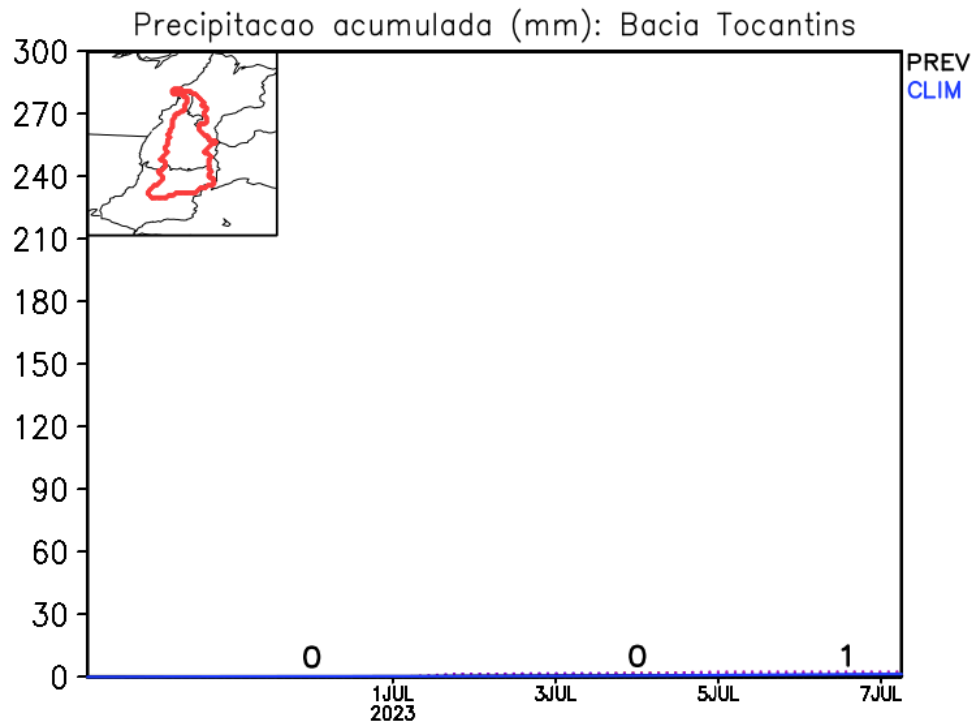 Precipitacao acumulada (mm): Bacia Tocantins
PREV
CLIM
300
270
240
210
180
150
120
90
60
30
0
0 0 1
1JUL 3JUL 5JUL 7JUL
2023